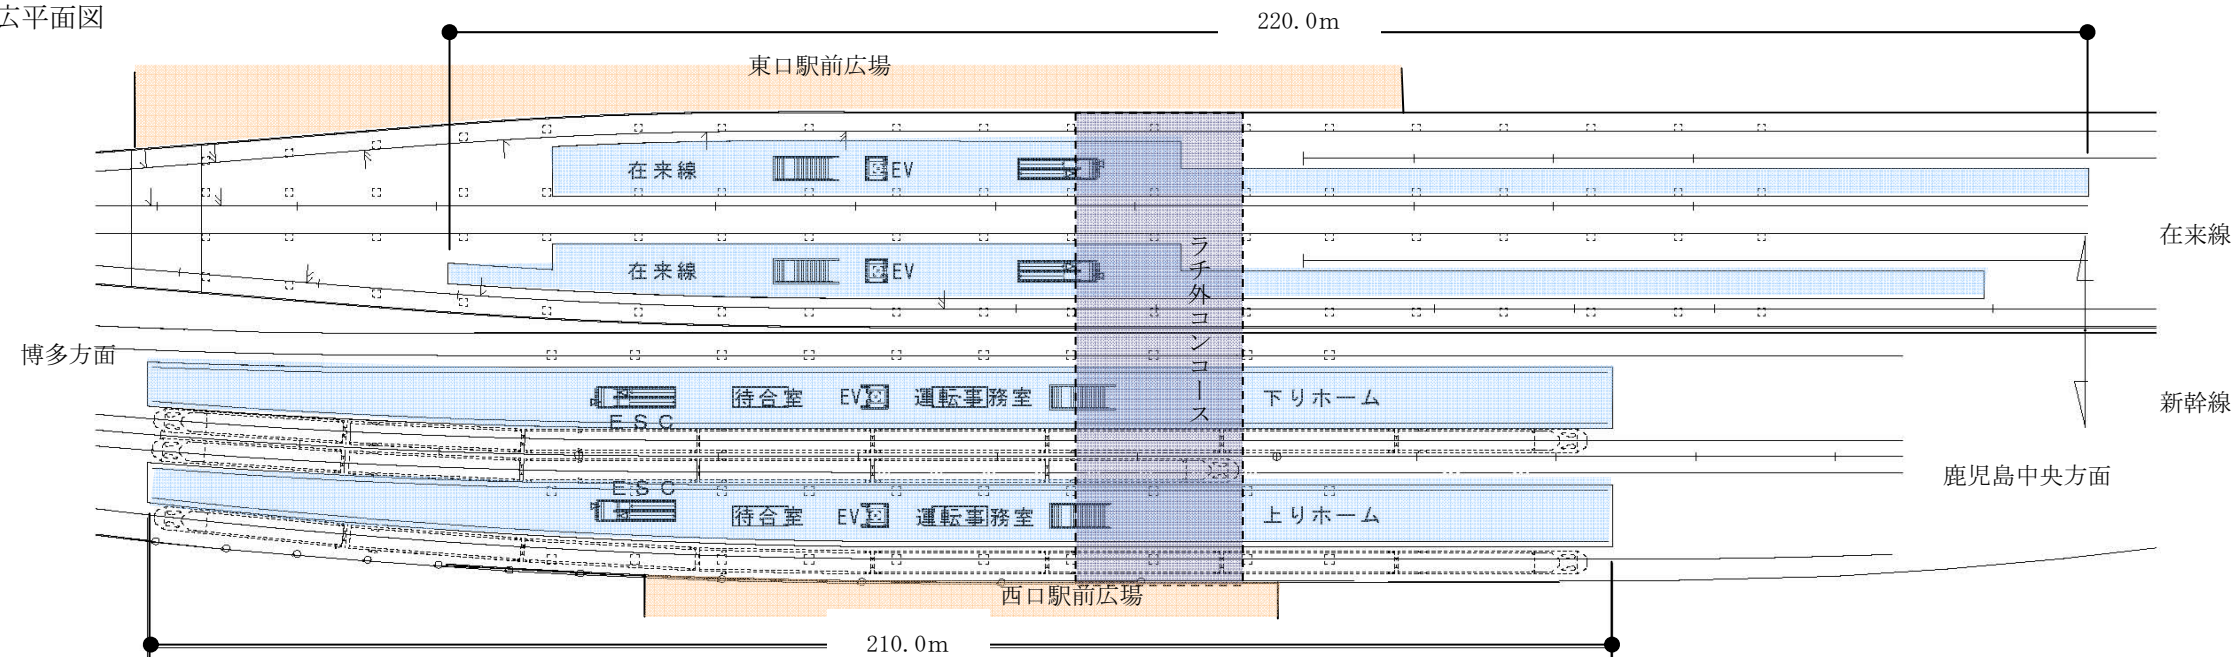 広平面図
220.0m
東口駅前広場
在来線
EV
在来線
EV
在来線
ラチ外コンコース
博多方面
待合室
EV
運転事務室
下りホーム
新幹線
ESC
鹿児島中央方面
ESC
待合室
EV
運転事務室
上りホーム
西口駅前広場
210.0m